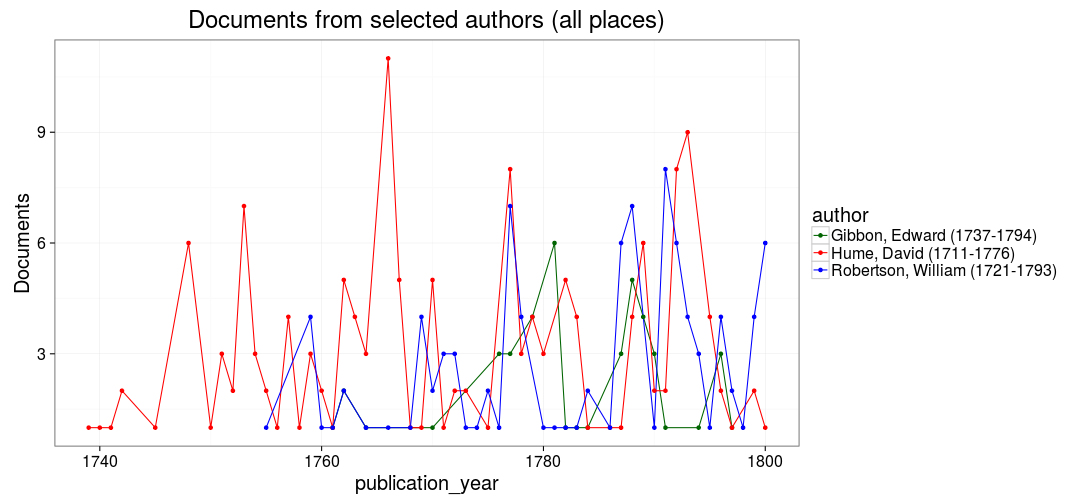 Documents from selected authors (all places)
9
6
3
Documents
1740
1760
1780
1800
publication_year
author
Gibbon, Edward (1737-1794)
Hume, David (1711-1776)
Robertson, William (1721-1793)